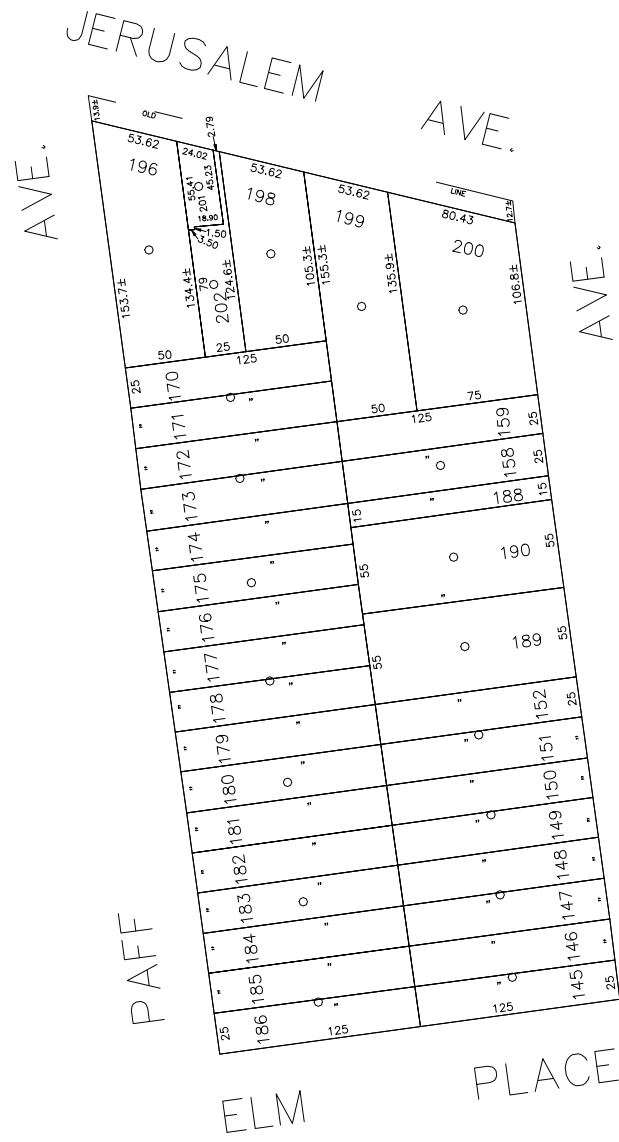 JERUSALEM AVE.
13.9±
OLD
LINE
12.7±
AVE.
AVE.
53.62
196
24.02
2.79
53.62
198
53.62
199
80.43
200
55.41
201
45.23
18.90
1.50
3.50
153.7±
134.4±
79
202
124.6±
105.3±
155.3±
135.9±
106.8±
50
25
50
125
50
75
125
25
170
" 171 "
" 172 "
" 173 "
" 174 "
" 175 "
" 176 "
" 177 "
" 178 "
" 179 "
" 180 "
" 181 "
" 182 "
" 183 "
" 184 "
" 185 "
25 186 "
125
159 25
" 158 25
" 188 15
15
55
190
55
"
55
189
55
" 152 25
" 151 "
" 150 "
" 149 "
" 148 "
" 147 "
" 146 "
" 145 25
125
PAFF
ELM PLACE